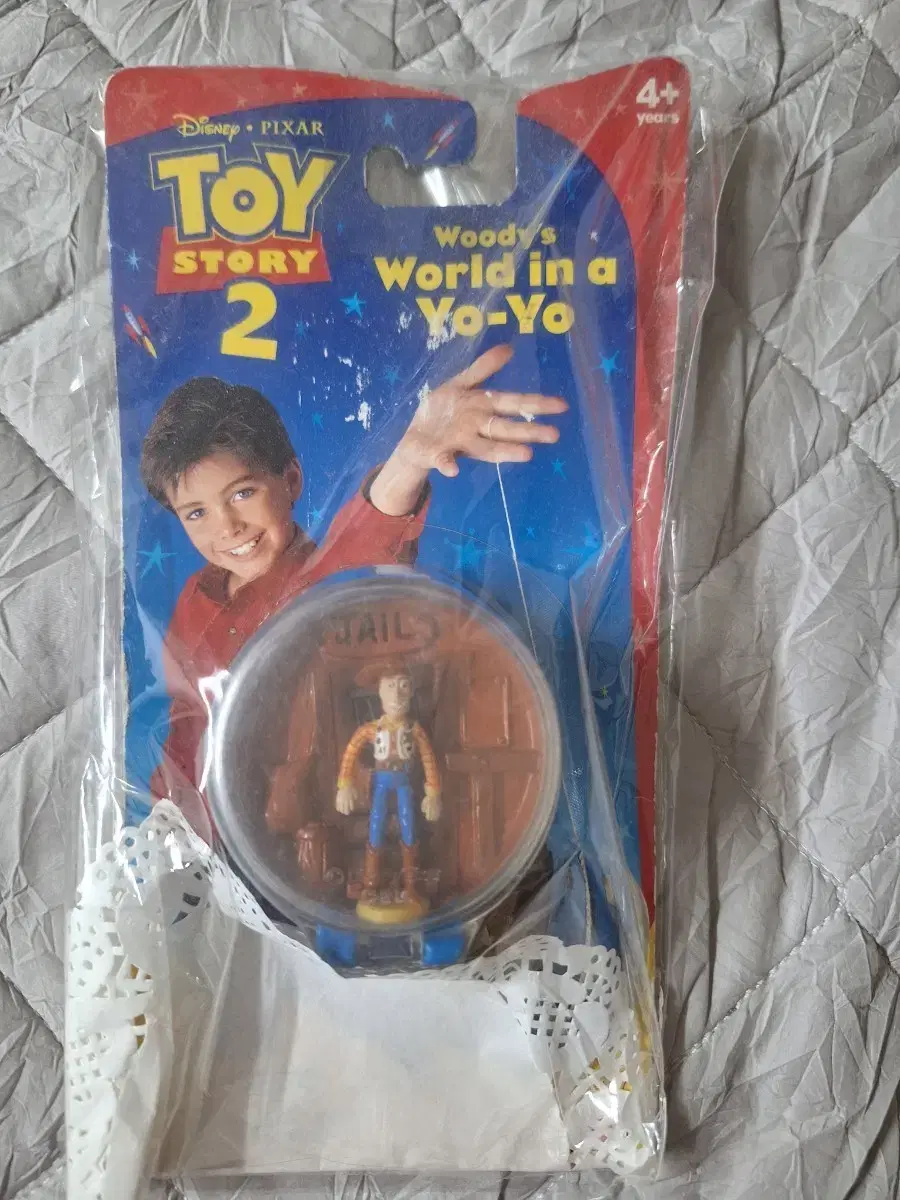 4+
years
DISNEY • PIXAR
TOY
STORY
2
Woody's
World in a
Yo-Yo
JAIL